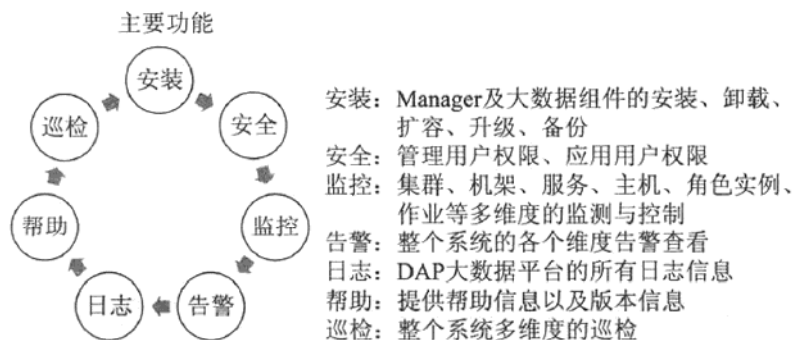 主要功能
安装
安全
监控
告警
日志
帮助
巡检
安装：Manager及大数据组件的安装、卸载、
扩容、升级、备份
安全：管理用户权限、应用用户权限
监控：集群、机架、服务、主机、角色实例、
作业等多维度的监测与控制
告警：整个系统的各个维度告警查看
日志：DAP大数据平台的所有日志信息
帮助：提供帮助信息以及版本信息
巡检：整个系统多维度的巡检